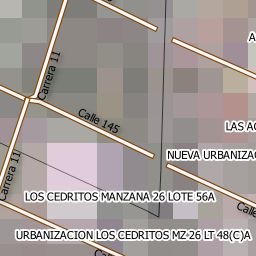 A
Carrera 11
Calle 145
LAS AC
NUEVA URBANIZAC
Carrera 11
LOS CEDRITOS MANZANA 26 LOTE 56A
URBANIZACION LOS CEDRITOS MZ 26 LT 48(C)A